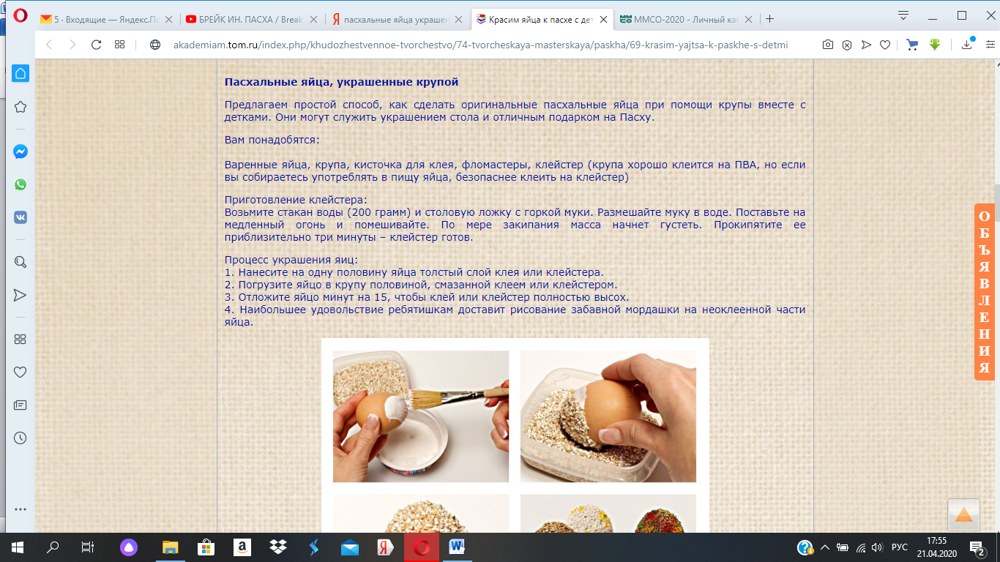 5 · Входящие — Яндекс.По
БРЕЙК ИН. ПАСХА / Break
пасхальные яйца украшен
Красим яйца к пасхе с дет
ММСО-2020 - Личный каб
akademiam.tom.ru/index.php/khudozhestvennoe-tvorchestvo/74-tvorcheskaya-masterskaya/paskha/69-krasim-yajtsa-k-paskhe-s-detmi
Пасхальные яйца, украшенные крупой
Предлагаем простой способ, как сделать оригинальные пасхальные яйца при помощи крупы вместе с
детками. Они могут служить украшением стола и отличным подарком на Пасху.
Вам понадобятся:
Варенные яйца, крупа, кисточка для клея, фломастеры, клейстер (крупа хорошо клеится на ПВА, но если
вы собираетесь употреблять в пищу яйца, безопаснее клеить на клейстер)
Приготовление клейстера:
Возьмите стакан воды (200 грамм) и столовую ложку с горкой муки. Размешайте муку в воде. Поставьте на
медленный огонь и помешивайте. По мере закипания масса начнет густеть. Прокипятите ее
приблизительно три минуты – клейстер готов.
Процесс украшения яиц:
1. Нанесите на одну половину яйца толстый слой клея или клейстера.
2. Погрузите яйцо в крупу половиной, смазанной клеем или клейстером.
3. Отложите яйцо минут на 15, чтобы клей или клейстер полностью высох.
4. Наибольшее удовольствие ребятишкам доставит рисование забавной мордашки на неоклеенной части
яйца.
ОБЪЯВЛЕНИЯ
РУС
17:55
21.04.2020
2